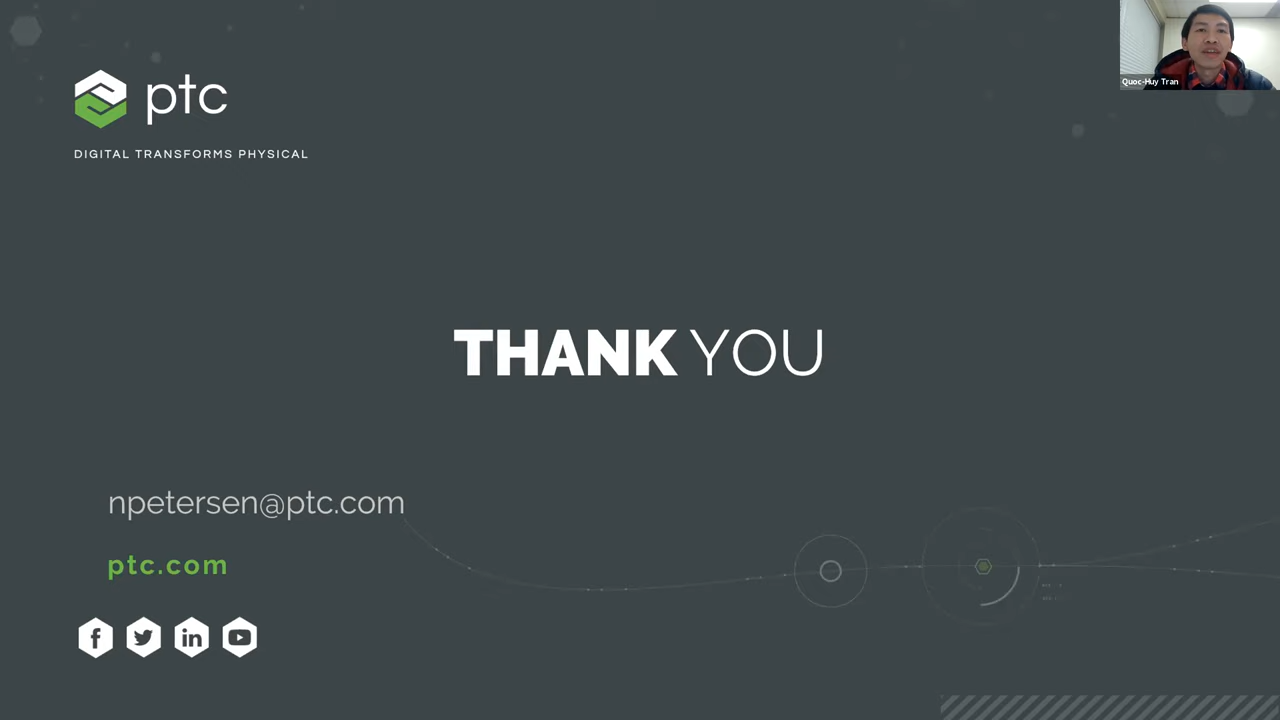 ptc
DIGITAL TRANSFORMS PHYSICAL
Quoc-Huy Tran
THANK YOU
npetersen@ptc.com
ptc.com